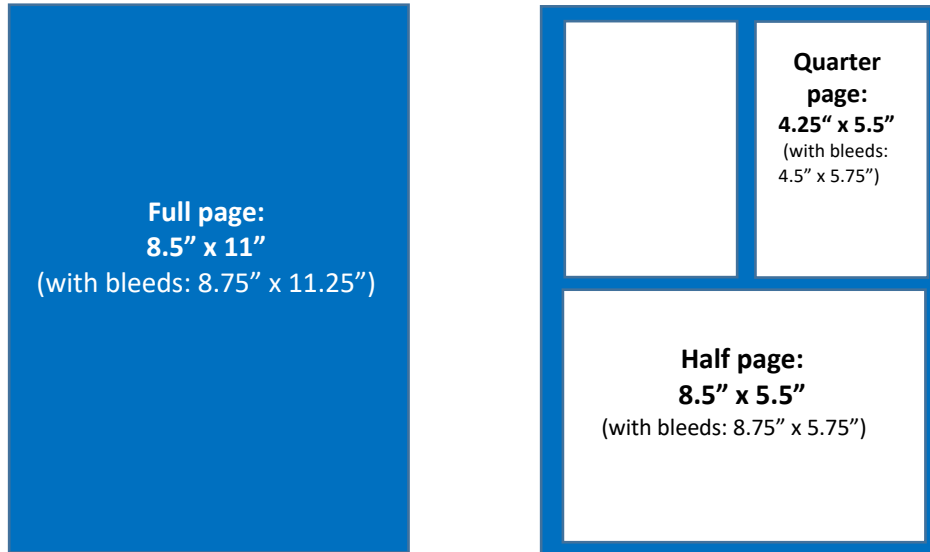 Full page:
8.5” x 11”
(with bleeds: 8.75” x 11.25”)
Quarter
page:
4.25“ x 5.5”
(with bleeds:
4.5” x 5.75”)
Half page:
8.5” x 5.5”
(with bleeds: 8.75” x 5.75”)